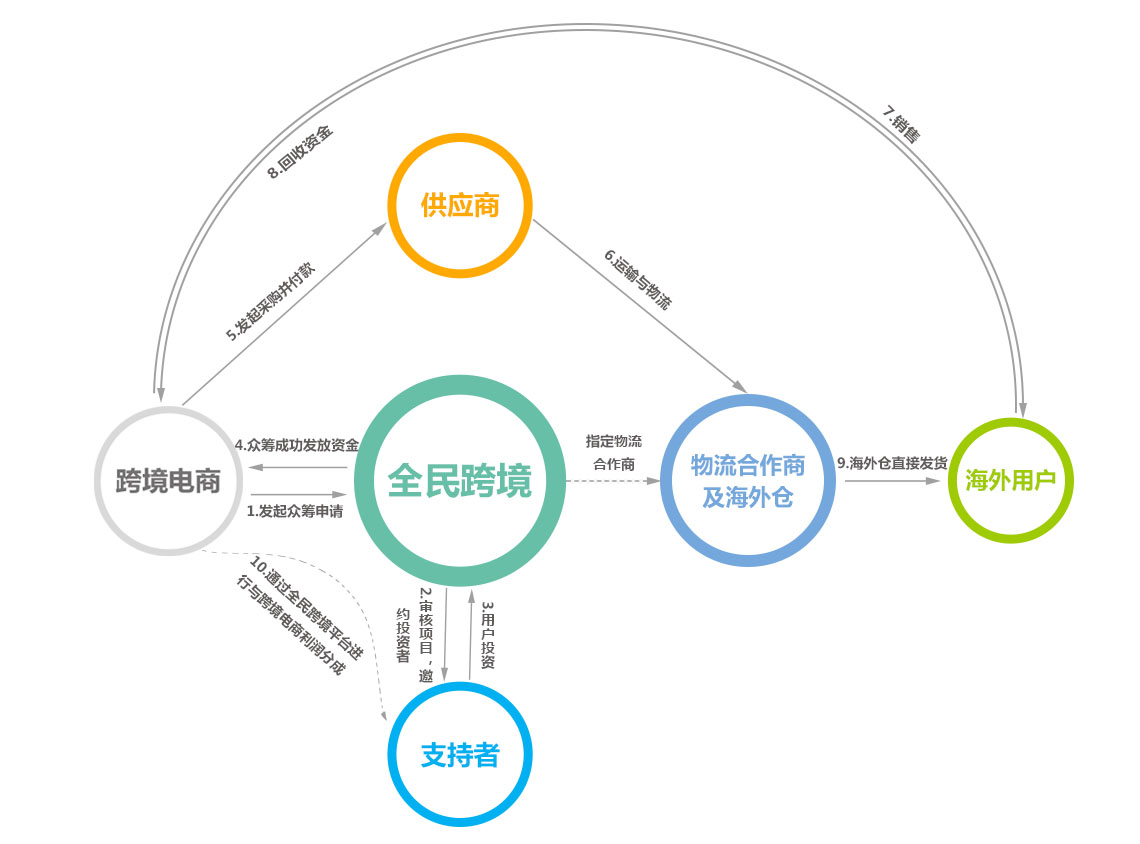 7.销售
8.回收资金
供应商
6.运输与物流
5.发起采购并付款
4.众筹成功发放资金
指定物流
合作商
跨境电商
全民跨境
物流合作商
及海外仓
9.海外仓直接发货
海外用户
1.发起众筹申请
10.通过全民跨境平台进
行与跨境电商利润分成
2.审核项目，邀
约投资者
3.用户投资
支持者